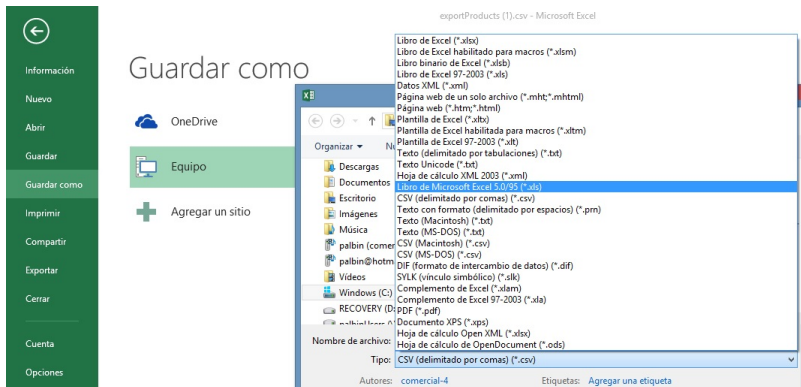 exportProducts (1).csv - Microsoft Excel
Información
Nuevo
Abrir
Guardar
Guardar como
Imprimir
Compartir
Exportar
Cerrar
Cuenta
Opciones
Guardar como
OneDrive
Equipo
Agregar un sitio
Organizar
Descargas
Documentos
Escritorio
Imágenes
Música
palbin (comer
palbin@hotm
Vídeos
Windows (C:)
RECOVERY (D:
Nombre de archivo:
Tipo: CSV (delimitado por comas) (*.csv)
Autores: comercial-4
Etiquetas: Agregar una etiqueta
Libro de Excel (*.xlsx)
Libro de Excel habilitado para macros (*.xlsm)
Libro binario de Excel (*.xlsb)
Libro de Excel 97-2003 (*.xls)
Datos XML (*.xml)
Página web de un solo archivo (*.mht;*.mhtml)
Página web (*.htm;*.html)
Plantilla de Excel (*.xltx)
Plantilla de Excel habilitada para macros (*.xltm)
Plantilla de Excel 97-2003 (*.xlt)
Texto (delimitado por tabulaciones) (*.txt)
Texto Unicode (*.txt)
Hoja de cálculo XML 2003 (*.xml)
Libro de Microsoft Excel 5.0/95 (*.xls)
CSV (delimitado por comas) (*.csv)
Texto con formato (delimitado por espacios) (*.prn)
Texto (Macintosh) (*.txt)
Texto (MS-DOS) (*.txt)
CSV (Macintosh) (*.csv)
CSV (MS-DOS) (*.csv)
DIF (formato de intercambio de datos) (*.dif)
SYLK (vínculo simbólico) (*.slk)
Complemento de Excel (*.xlam)
Complemento de Excel 97-2003 (*.xla)
PDF (*.pdf)
Documento XPS (*.xps)
Hoja de cálculo Open XML (*.xlsx)
Hoja de cálculo de OpenDocument (*.ods)